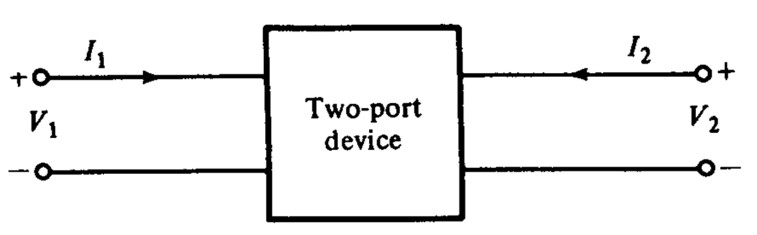 I₁
I₂
+
+
V₁
Two-port
device
V₂
−
−